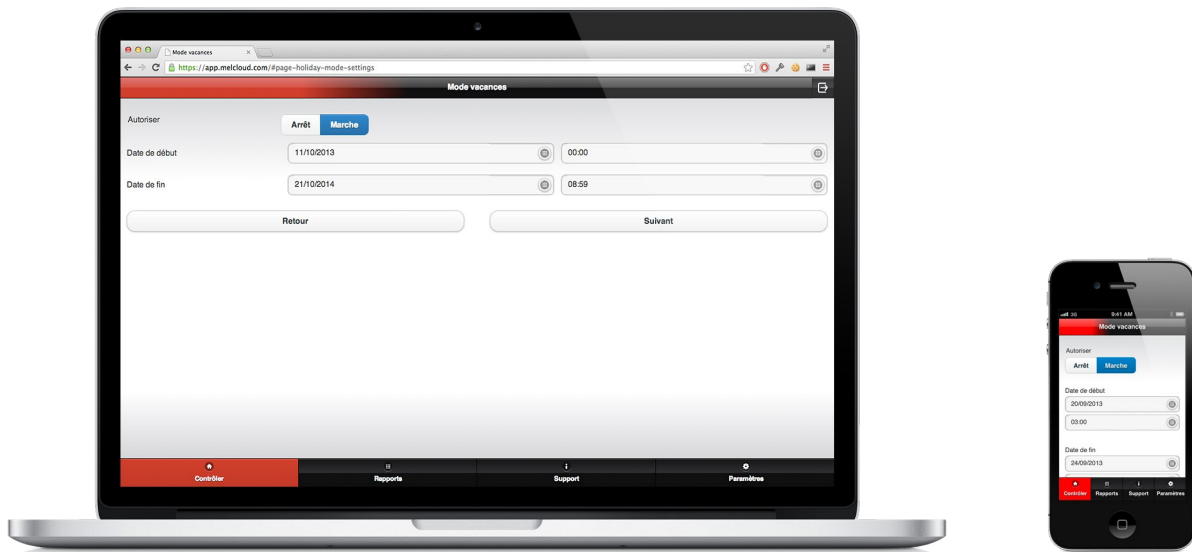 Mode vacances
https://app.melcloud.com/#page-holiday-mode-settings
Mode vacances
Autoriser
Arrêt Marche
Date de début 11/10/2013 00:00
Date de fin 21/10/2014 08:59
Retour Suivant
Contrôler Rapports Support Paramètres
3G 9:41 AM
Mode vacances
Autoriser
Arrêt Marche
Date de début
20/09/2013
03:00
Date de fin
24/09/2013
Contrôler Rapports Support Paramètres